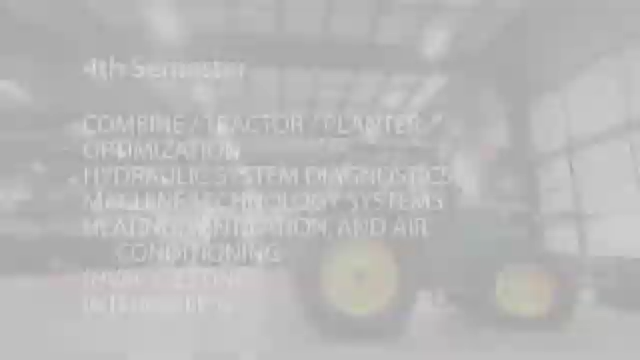 4th Semester
COMBINE / TRACTOR / PLANTER /
OPTIMIZATION
HYDRAULIC SYSTEM DIAGNOSTICS
MACHINE TECHNOLOGY SYSTEMS
HEATING, VENTILATION, AND AIR
CONDITIONING